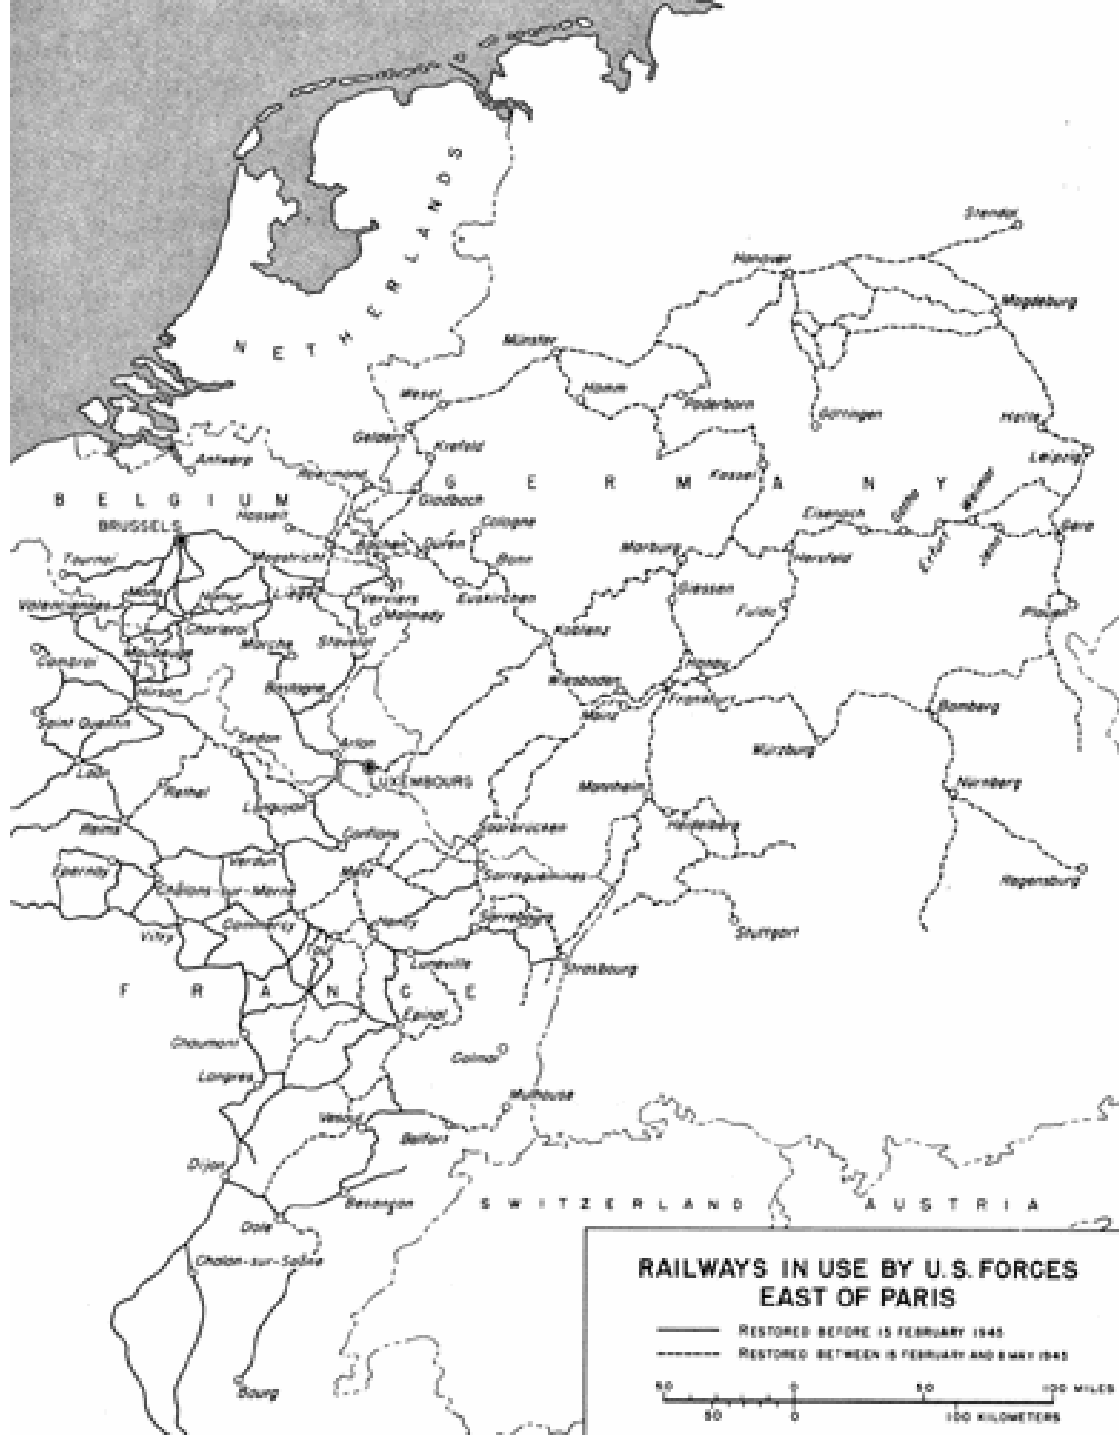 Stendal
Hanover
Magdeburg
NETHERLANDS
Münster
Wesel
Hamm
Paderborn
Göttingen
Halle
Geldern
Krefeld
Leipzig
Antwerp
Roermond
Kassel
GERMANY
BELGIUM
Gladbach
Hasselt
BRUSSELS
Cologne
Eisenach
Gotha
Weimar
Gera
Tournai
Maastricht
Aachen
Düren
Bonn
Marburg
Hersfeld
Erfurt
Jena
Mons
Namur
Liège
Verviers
Euskirchen
Giessen
Valenciennes
Charleroi
Malmedy
Fulda
Plauen
Maubeuge
Marche
Stavelot
Koblenz
Cambrai
Hanau
Hirson
Bastogne
Wiesbaden
Frankfurt
Saint Quentin
Mainz
Bamberg
Sedan
Arlon
Würzburg
Laon
LUXEMBOURG
Rethel
Mannheim
Nürnberg
Longuyon
Reims
Conflans
Saarbrücken
Heidelberg
Epernay
Verdun
Metz
Sarreguemines
Regensburg
Châlons-sur-Marne
Commercy
Nancy
Sarrebourg
Vitry
Toul
Stuttgart
Luneville
Strasbourg
FRANCE
Epinal
Chaumont
Colmar
Langres
Mulhouse
Vesoul
Belfort
Dijon
Besançon
SWITZERLAND
AUSTRIA
Dole
Chalon-sur-Saône
Bourg
RAILWAYS IN USE BY U.S. FORCES
EAST OF PARIS
RESTORED BEFORE 15 FEBRUARY 1945
RESTORED BETWEEN 15 FEBRUARY AND 8 MAY 1945
50 0 50 100 MILES
50 0 100 KILOMETERS